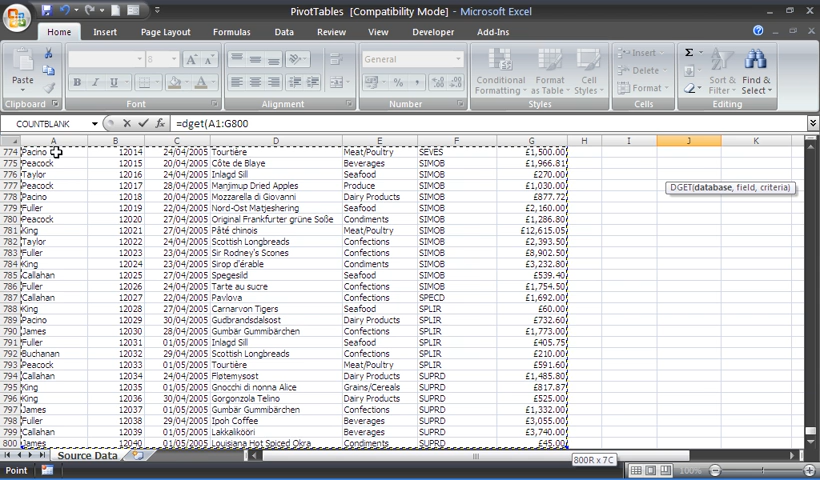 PivotTables [Compatibility Mode] - Microsoft Excel
Home Insert Page Layout Formulas Data Review View Developer Add-Ins
Paste
8
General
Conditional Formatting
Format as Table
Cell Styles
Insert
Delete
Format
Sort & Filter
Find & Select
Clipboard Font Alignment Number Styles Cells Editing
COUNTBLANK =dget(A1:G800
A B C D E F G H I J K
774 Pacino 12014 24/04/2005 Tourtière Meat/Poultry SEVES £1,500.00
775 Peacock 12015 20/04/2005 Côte de Blaye Beverages SIMOB £1,966.81
776 Taylor 12016 24/04/2005 Inlagd Sill Seafood SIMOB £270.00
777 Peacock 12017 28/04/2005 Manjimup Dried Apples Produce SIMOB £1,030.00
778 Pacino 12018 20/04/2005 Mozzarella di Giovanni Dairy Products SIMOB £877.72
779 Fuller 12019 22/04/2005 Nord-Ost Matjeshering Seafood SIMOB £2,160.00
780 Peacock 12020 27/04/2005 Original Frankfurter grüne Soße Condiments SIMOB £1,286.80
781 King 12021 27/04/2005 Pâté chinois Meat/Poultry SIMOB £12,615.05
782 Taylor 12022 24/04/2005 Scottish Longbreads Confections SIMOB £2,393.50
783 Fuller 12023 23/04/2005 Sir Rodney's Scones Confections SIMOB £8,902.50
784 King 12024 23/04/2005 Sirop d'érable Condiments SIMOB £3,232.80
785 Callahan 12025 27/04/2005 Spegesild Seafood SIMOB £539.40
786 Fuller 12026 28/04/2005 Tarte au sucre Confections SIMOB £1,754.50
787 Callahan 12027 22/04/2005 Pavlova Confections SPECD £1,692.00
788 King 12028 27/04/2005 Carnarvon Tigers Seafood SPLIR £60.00
789 Pacino 12029 28/04/2005 Gudbrandsdalsost Dairy Products SPLIR £732.60
790 James 12030 28/04/2005 Gumbär Gummibärchen Confections SPLIR £1,773.00
791 Fuller 12031 01/05/2005 Inlagd Sill Seafood SPLIR £405.75
792 Buchanan 12032 29/04/2005 Scottish Longbreads Confections SPLIR £210.00
793 Peacock 12033 01/05/2005 Tourtière Meat/Poultry SPLIR £591.60
794 Callahan 12034 29/04/2005 Fløtemysost Dairy Products SUPRD £1,485.80
795 King 12035 01/05/2005 Gnocchi di nonna Alice Grains/Cereals SUPRD £817.87
796 King 12036 30/04/2005 Gorgonzola Telino Dairy Products SUPRD £525.00
797 James 12037 01/05/2005 Gumbär Gummibärchen Confections SUPRD £1,332.00
798 Fuller 12038 29/04/2005 Ipoh Coffee Beverages SUPRD £3,055.00
799 Callahan 12039 01/05/2005 Lakkalikööri Beverages SUPRD £3,740.00
800 James 12040 01/05/2005 Louisiana Hot Spiced Okra Condiments SUPRD £45.00
DGET(database, field, criteria)
Source Data
800R x 7C
Point
100%